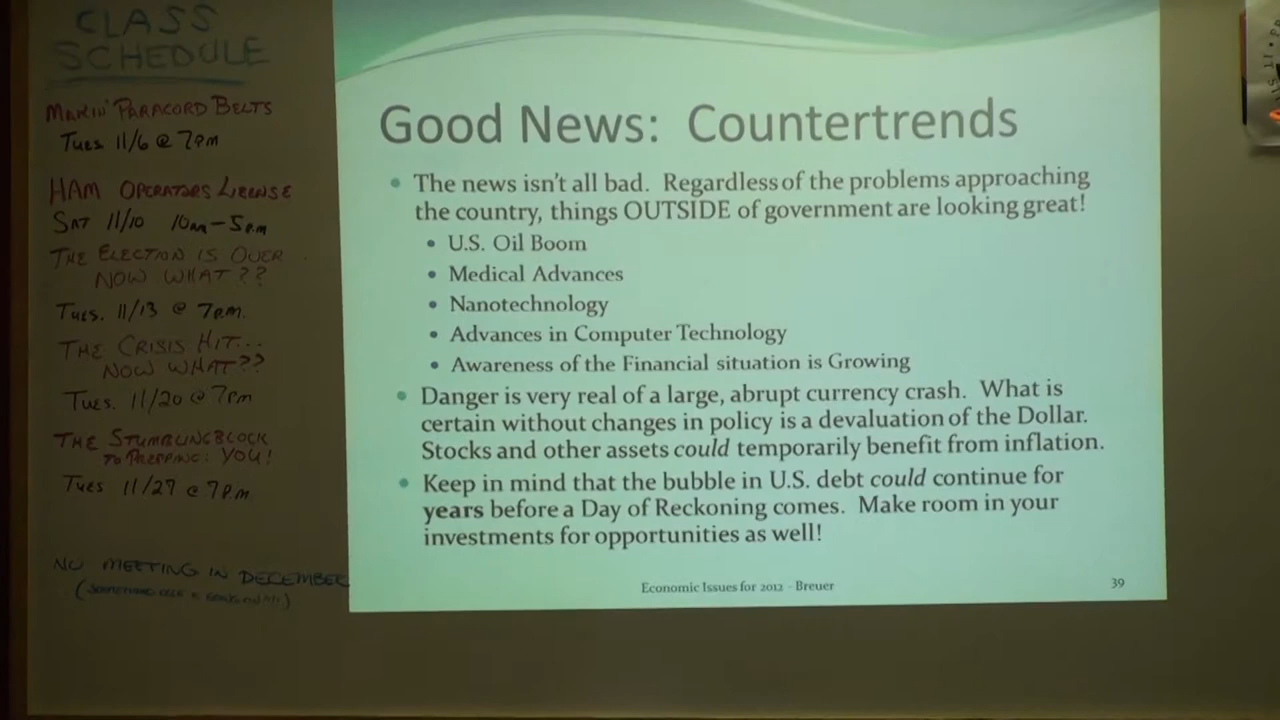 CLASS
SCHEDULE
MAKIN' PARACORD BELTS
Tues 11/6 @ 7PM
HAM OPERATORS LICENSE
SAT 11/10 10am-5pm
THE ELECTION IS OVER
NOW WHAT??
Tues. 11/13 @ 7P.M.
THE CRISIS HIT...
NOW WHAT??
Tues. 11/20 @ 7pm
THE STUMBLINGBLOCK
TO PREPPING: YOU!
Tues 11/27 @ 7P.M
NO MEETING IN DECEMBER
Good News: Countertrends
• The news isn't all bad. Regardless of the problems approaching
the country, things OUTSIDE of government are looking great!
• U.S. Oil Boom
• Medical Advances
• Nanotechnology
• Advances in Computer Technology
• Awareness of the Financial situation is Growing
• Danger is very real of a large, abrupt currency crash. What is
certain without changes in policy is a devaluation of the Dollar.
Stocks and other assets could temporarily benefit from inflation.
• Keep in mind that the bubble in U.S. debt could continue for
years before a Day of Reckoning comes. Make room in your
investments for opportunities as well!
Economic Issues for 2012 - Breuer
39